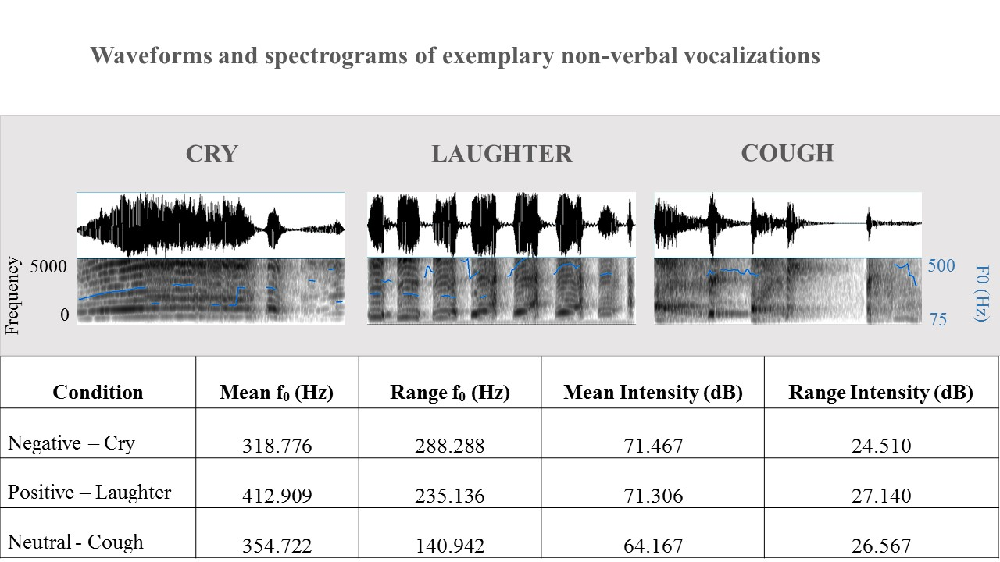 Waveforms and spectrograms of exemplary non-verbal vocalizations
CRY LAUGHTER COUGH
Frequency
5000
0
500
75
F0 (Hz)
Condition Mean f₀ (Hz) Range f₀ (Hz) Mean Intensity (dB) Range Intensity (dB)
Negative – Cry 318.776 288.288 71.467 24.510
Positive – Laughter 412.909 235.136 71.306 27.140
Neutral - Cough 354.722 140.942 64.167 26.567